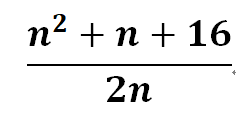 n² + n + 16
2n